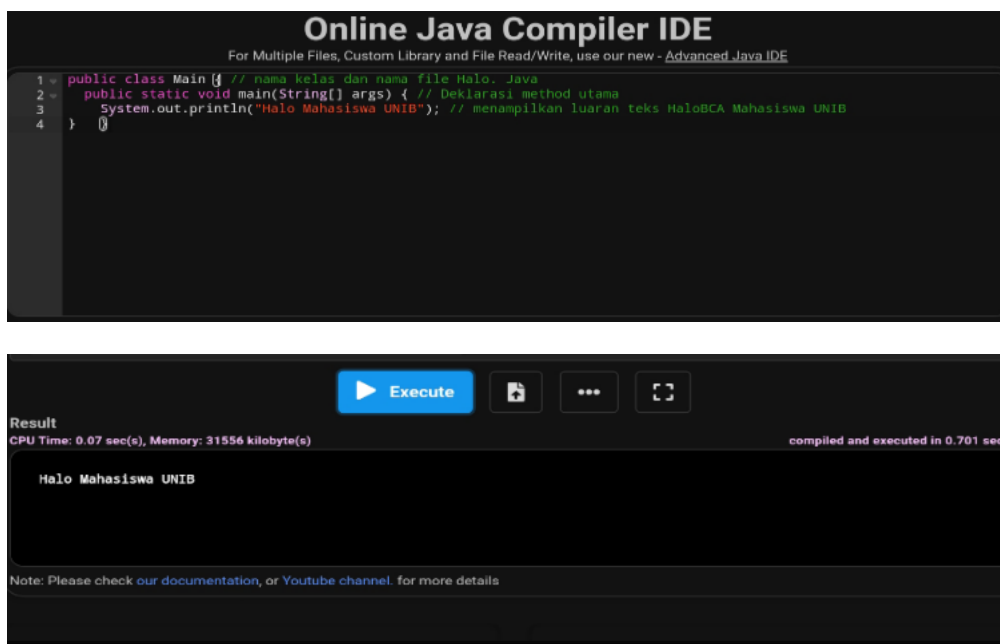 Online Java Compiler IDE
For Multiple Files, Custom Library and File Read/Write, use our new - Advanced Java IDE
1 public class Main { // nama kelas dan nama file Halo. Java
2 public static void main(String[] args) { // Deklarasi method utama
3 System.out.println("Halo Mahasiswa UNIB"); // menampilkan luaran teks HaloBCA Mahasiswa UNIB
4 } }
Execute
Result
CPU Time: 0.07 sec(s), Memory: 31556 kilobyte(s) compiled and executed in 0.701 sec
Halo Mahasiswa UNIB
Note: Please check our documentation, or Youtube channel. for more details